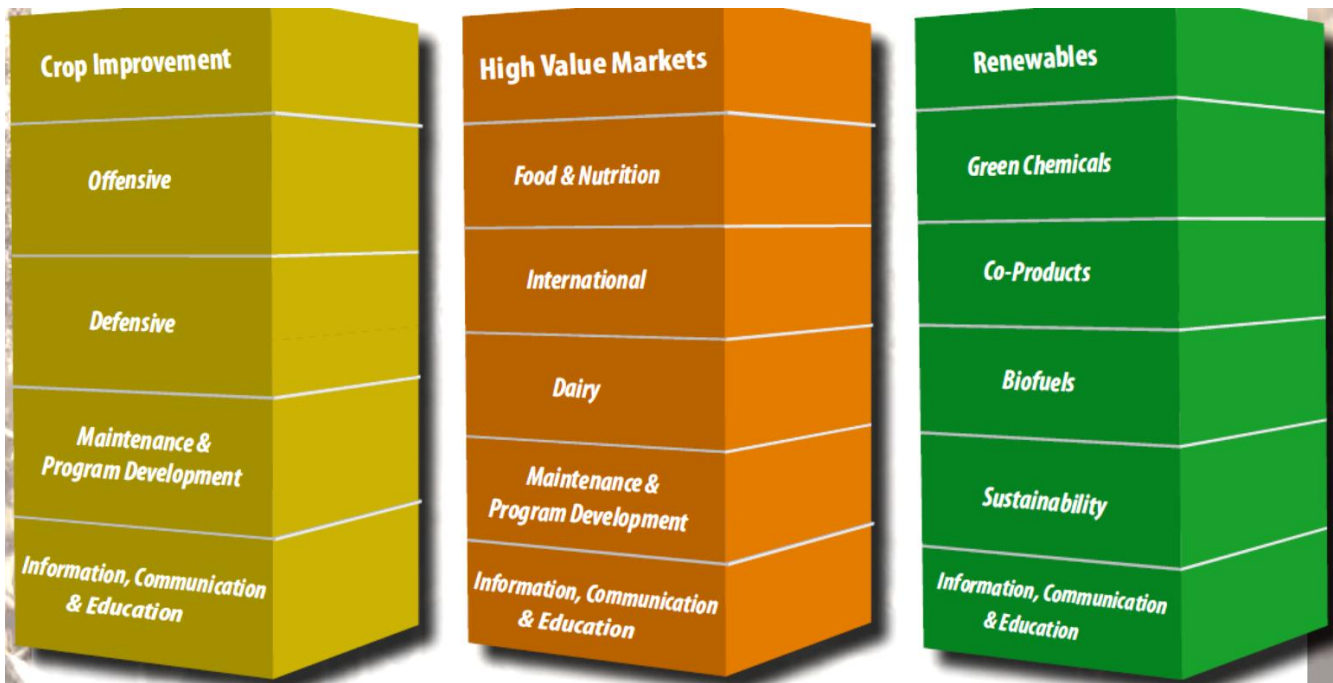 Crop Improvement
Offensive
Defensive
Maintenance &
Program Development
Information, Communication
& Education
High Value Markets
Food & Nutrition
International
Dairy
Maintenance &
Program Development
Information, Communication
& Education
Renewables
Green Chemicals
Co-Products
Biofuels
Sustainability
Information, Communication
& Education